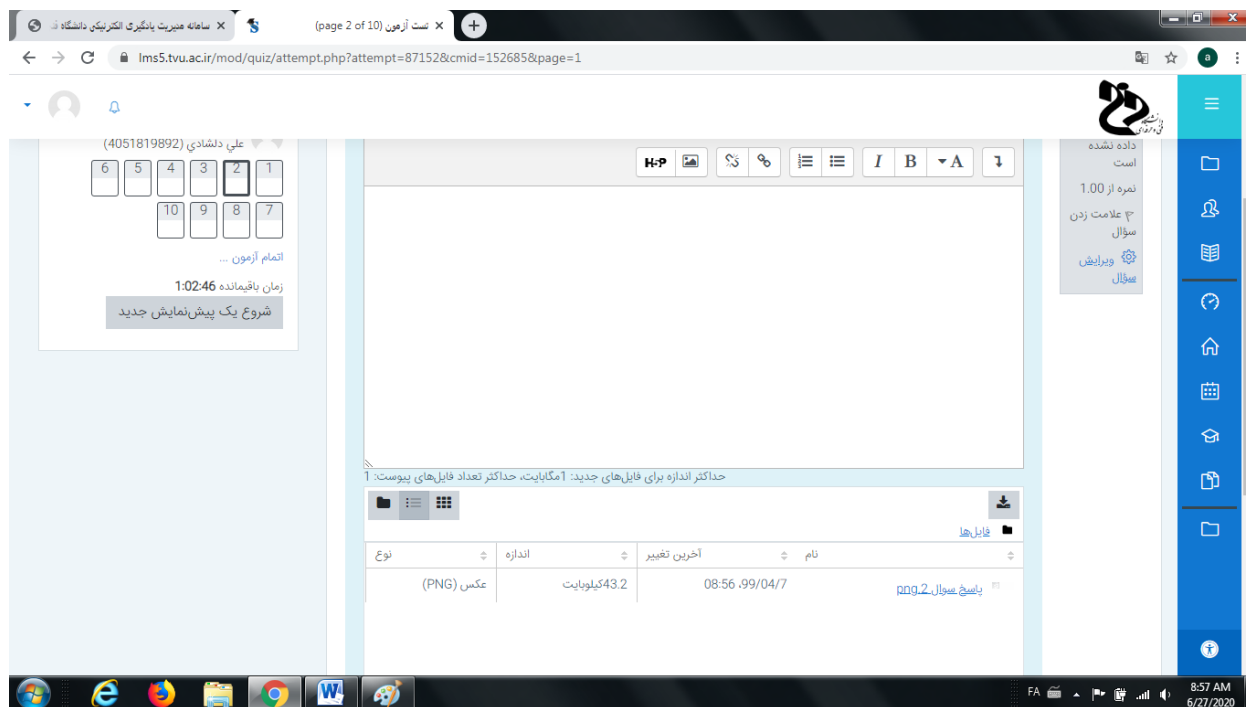 سامانه مدیریت یادگیری الکترونیکی دانشگاه ف
تست آزمون (page 2 of 10)
lms5.tvu.ac.ir/mod/quiz/attempt.php?attempt=87152&cmid=152685&page=1
a
دانشگاه
فنی و حرفه‌ای
داده نشده
است
نمره از 1.00
علامت زدن
سؤال
ویرایش
سؤال
H-P
I B A
حداکثر اندازه برای فایل‌های جدید: 1مگابایت، حداکثر تعداد فایل‌های پیوست: 1
فایل‌ها
نام آخرین تغییر اندازه نوع
پاسخ سوال 2.png 99/04/7، 08:56 43.2کیلوبایت عکس (PNG)
علي دلشادي (4051819892)
1 2 3 4 5 6
7 8 9 10
اتمام آزمون ...
زمان باقیمانده 1:02:46
شروع یک پیش‌نمایش جدید
FA
8:57 AM
6/27/2020